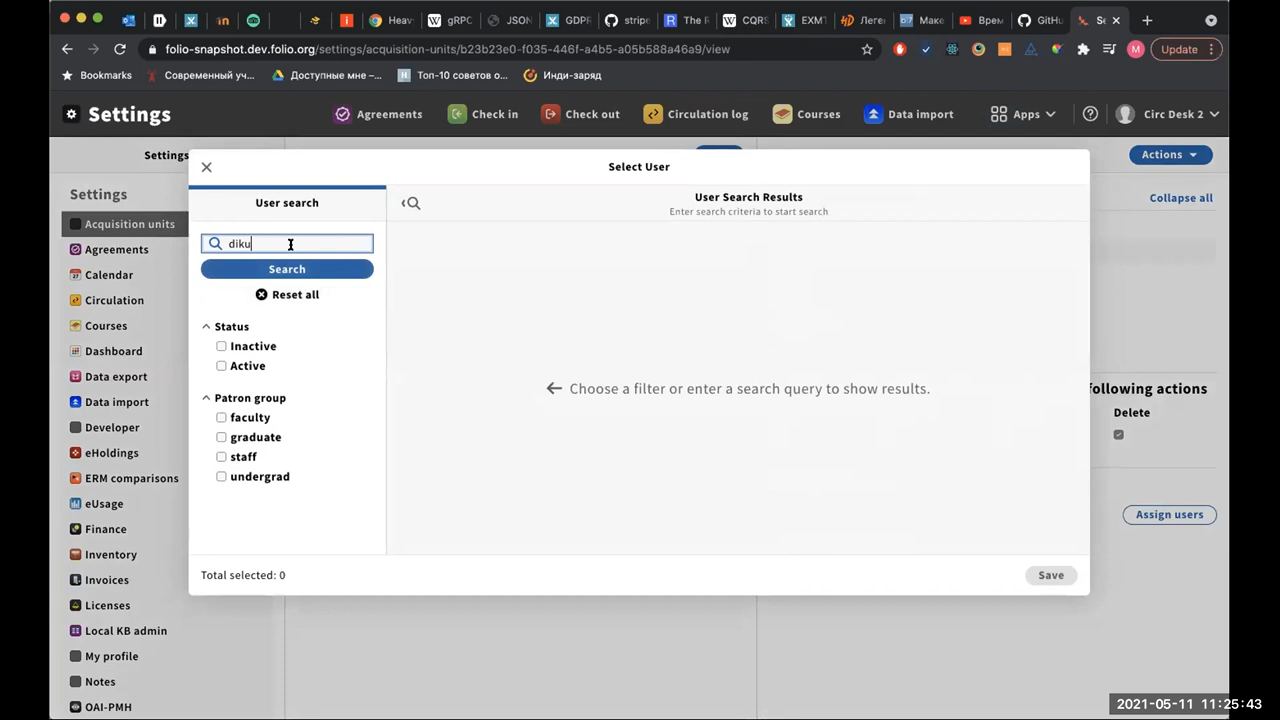 Heav
gRPC
JSON
GDPR
stripe
The R
CQRS
EXMT
Леге
Make
Врем
GitHu
Se
folio-snapshot.dev.folio.org/settings/acquisition-units/b23b23e0-f035-446f-a4b5-a05b588a46a9/view
Update
Bookmarks
Современный уч...
Доступные мне –...
Топ-10 советов о...
Инди-заряд
Settings
Agreements
Check in
Check out
Circulation log
Courses
Data import
Apps
Circ Desk 2
Settings
Select User
Actions
Settings
User search
User Search Results
Enter search criteria to start search
Collapse all
Acquisition units
diku
Agreements
Search
Calendar
Reset all
Circulation
Courses
Status
Inactive
Dashboard
Active
Data export
Choose a filter or enter a search query to show results.
following actions
Patron group
Data import
faculty
Delete
Developer
graduate
eHoldings
staff
ERM comparisons
undergrad
eUsage
Assign users
Finance
Inventory
Invoices
Total selected: 0
Save
Licenses
Local KB admin
My profile
Notes
OAI-PMH
2021-05-11 11:25:43